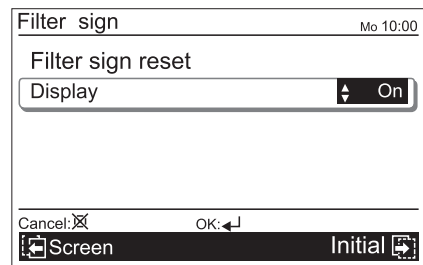 Filter sign Mo 10:00
Filter sign reset
Display On
Cancel: OK:
Screen Initial